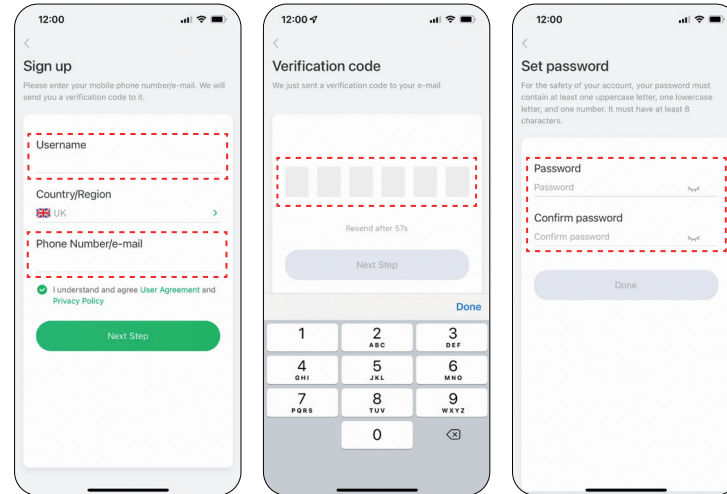 12:00
Sign up
Please enter your mobile phone number/e-mail. We will
send you a verification code to it.
Username
Country/Region
UK
Phone Number/e-mail
I understand and agree User Agreement and
Privacy Policy
Next Step
12:00
Verification code
We just sent a verification code to your e-mail
Resend after 57s
Next Step
Done
1
2
ABC
3
DEF
4
GHI
5
JKL
6
MNO
7
PQRS
8
TUV
9
WXYZ
0
12:00
Set password
For the safety of your account, your password must
contain at least one uppercase letter, one lowercase
letter, and one number. It must have at least 8
characters.
Password
Password
Confirm password
Confirm password
Done